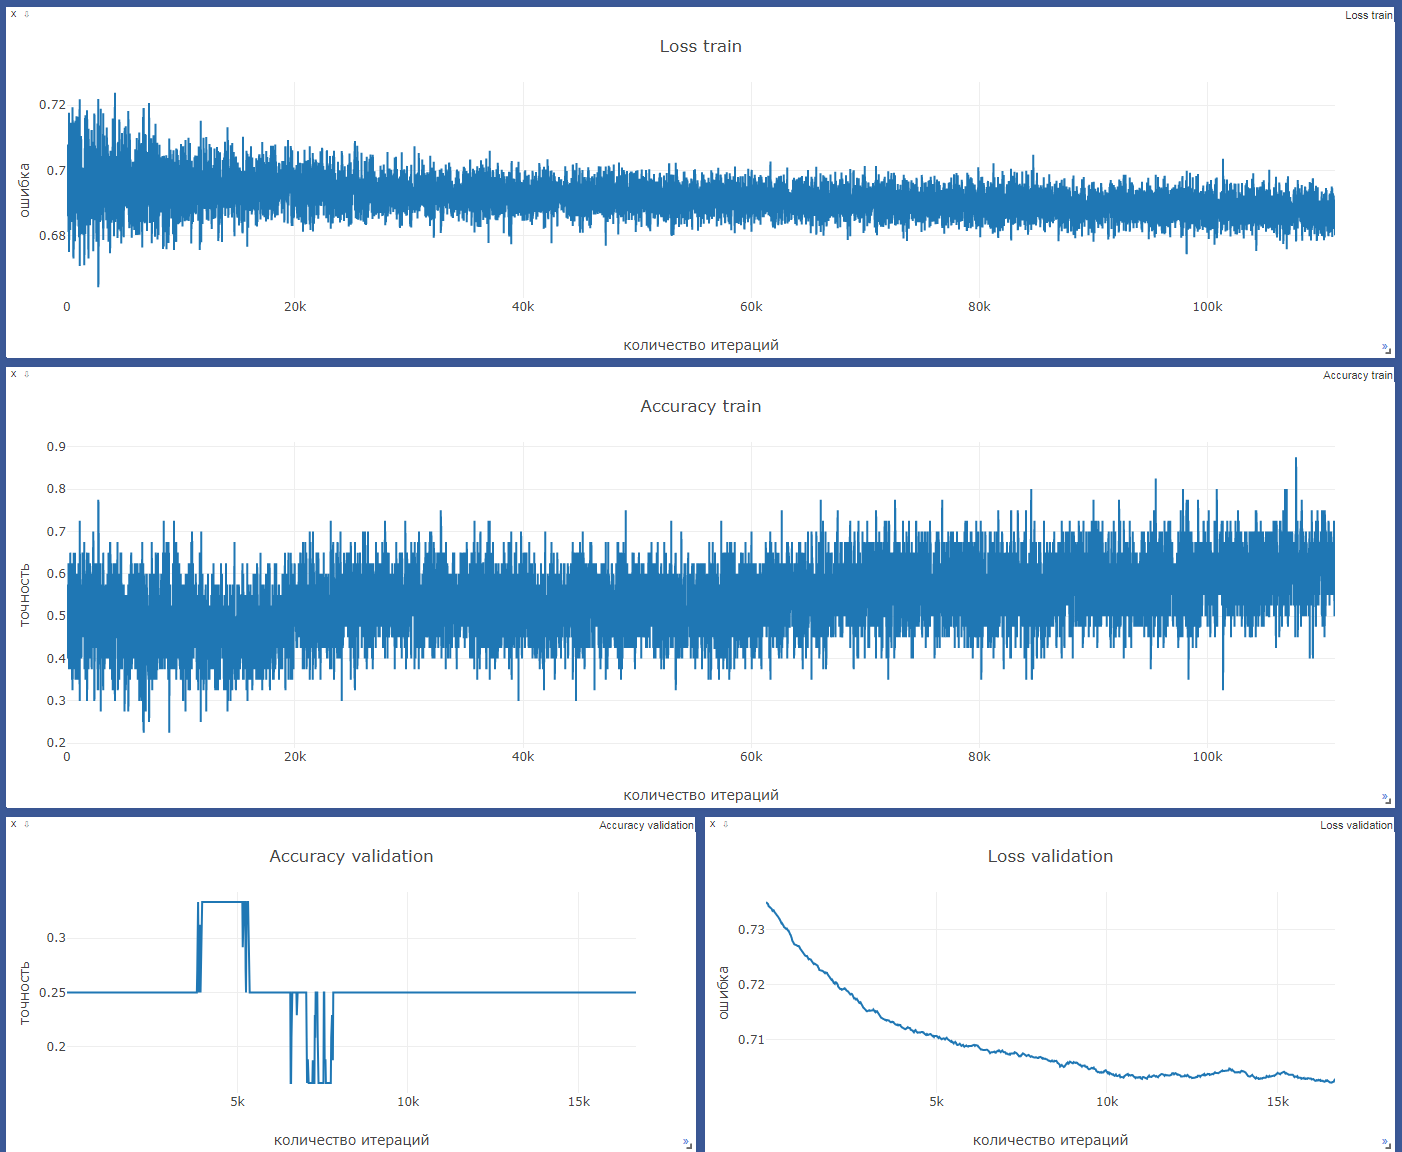 X ⇩ Loss train
Loss train
0.72
0.7
0.68
ошибка
0 20k 40k 60k 80k 100k
количество итераций
»
X ⇩ Accuracy train
Accuracy train
0.9
0.8
0.7
0.6
0.5
0.4
0.3
0.2
точность
0 20k 40k 60k 80k 100k
количество итераций
»
X ⇩ Accuracy validation
Accuracy validation
0.3
0.25
0.2
точность
5k 10k 15k
количество итераций
»
X ⇩ Loss validation
Loss validation
0.73
0.72
0.71
ошибка
5k 10k 15k
количество итераций
»